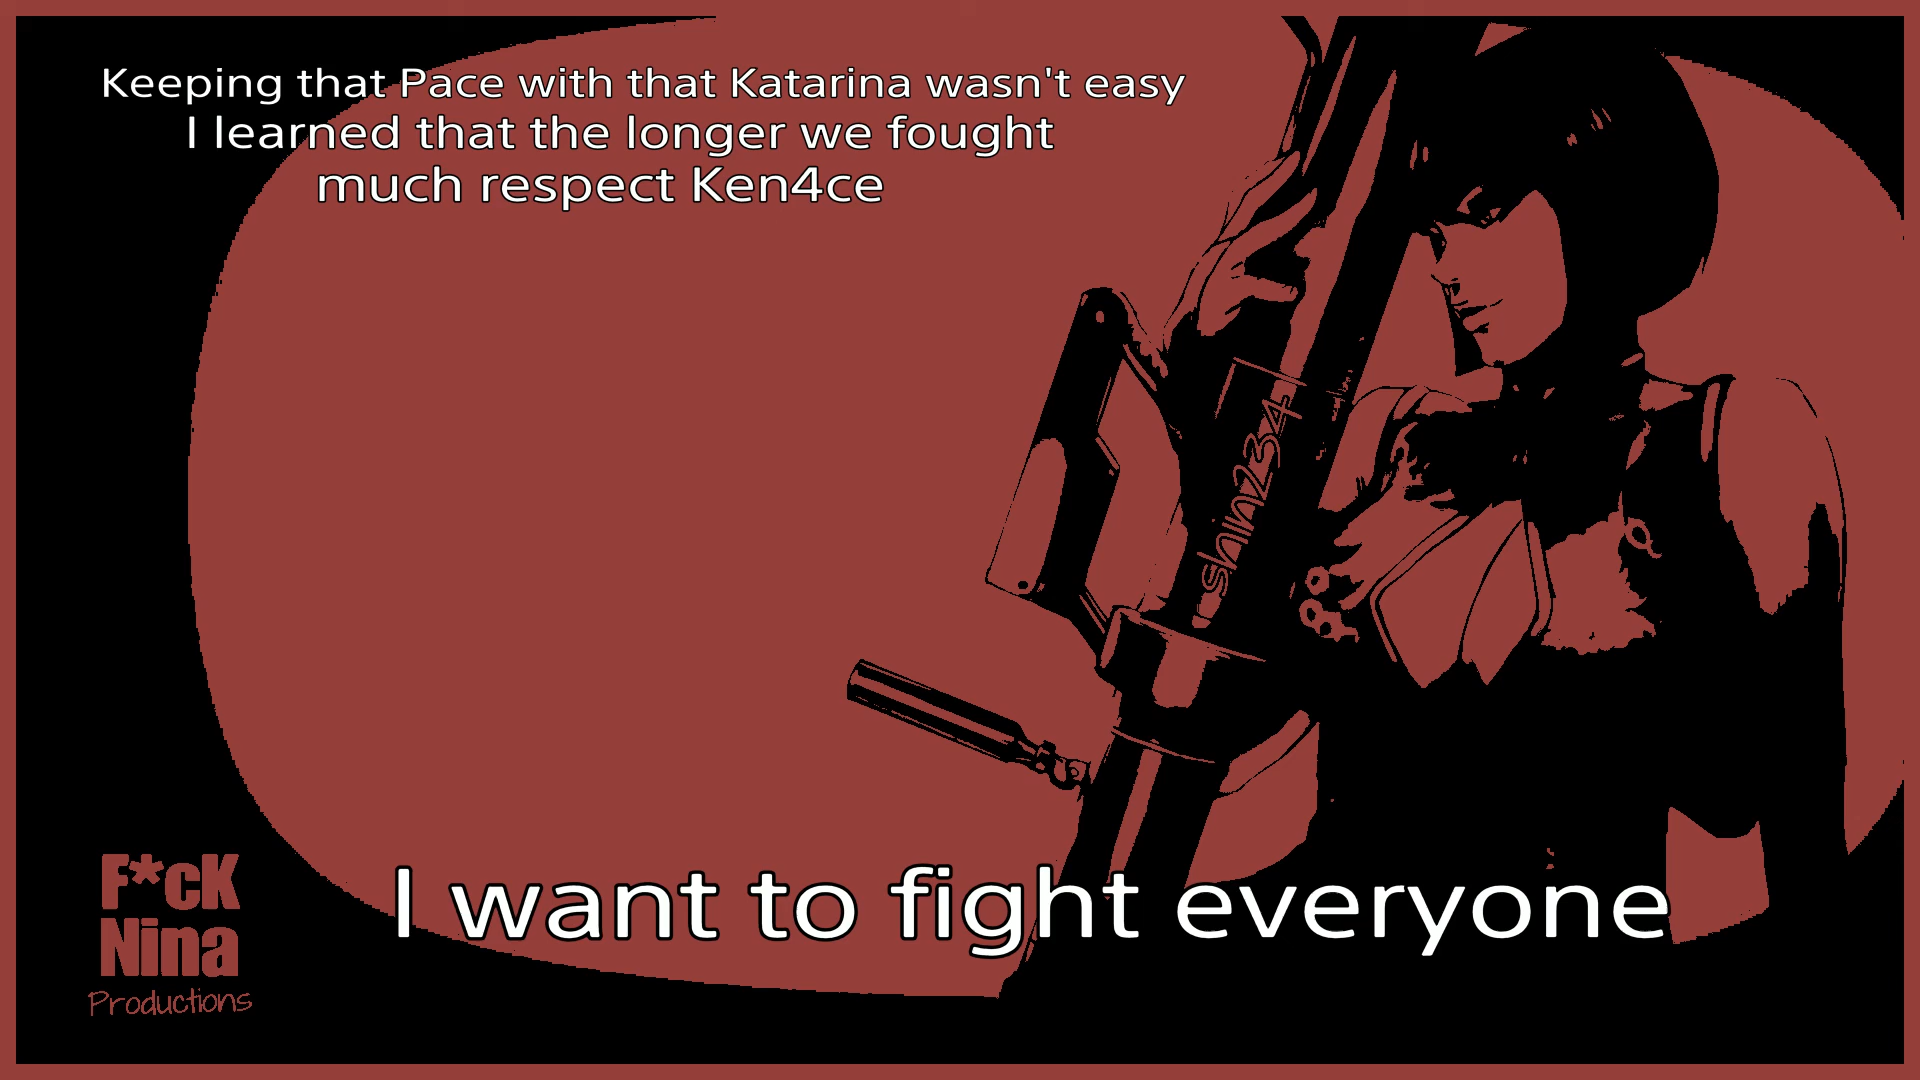 Keeping that Pace with that Katarina wasn't easy
I learned that the longer we fought
much respect Ken4ce
shin234
I want to fight everyone
F*cK
Nina
Productions